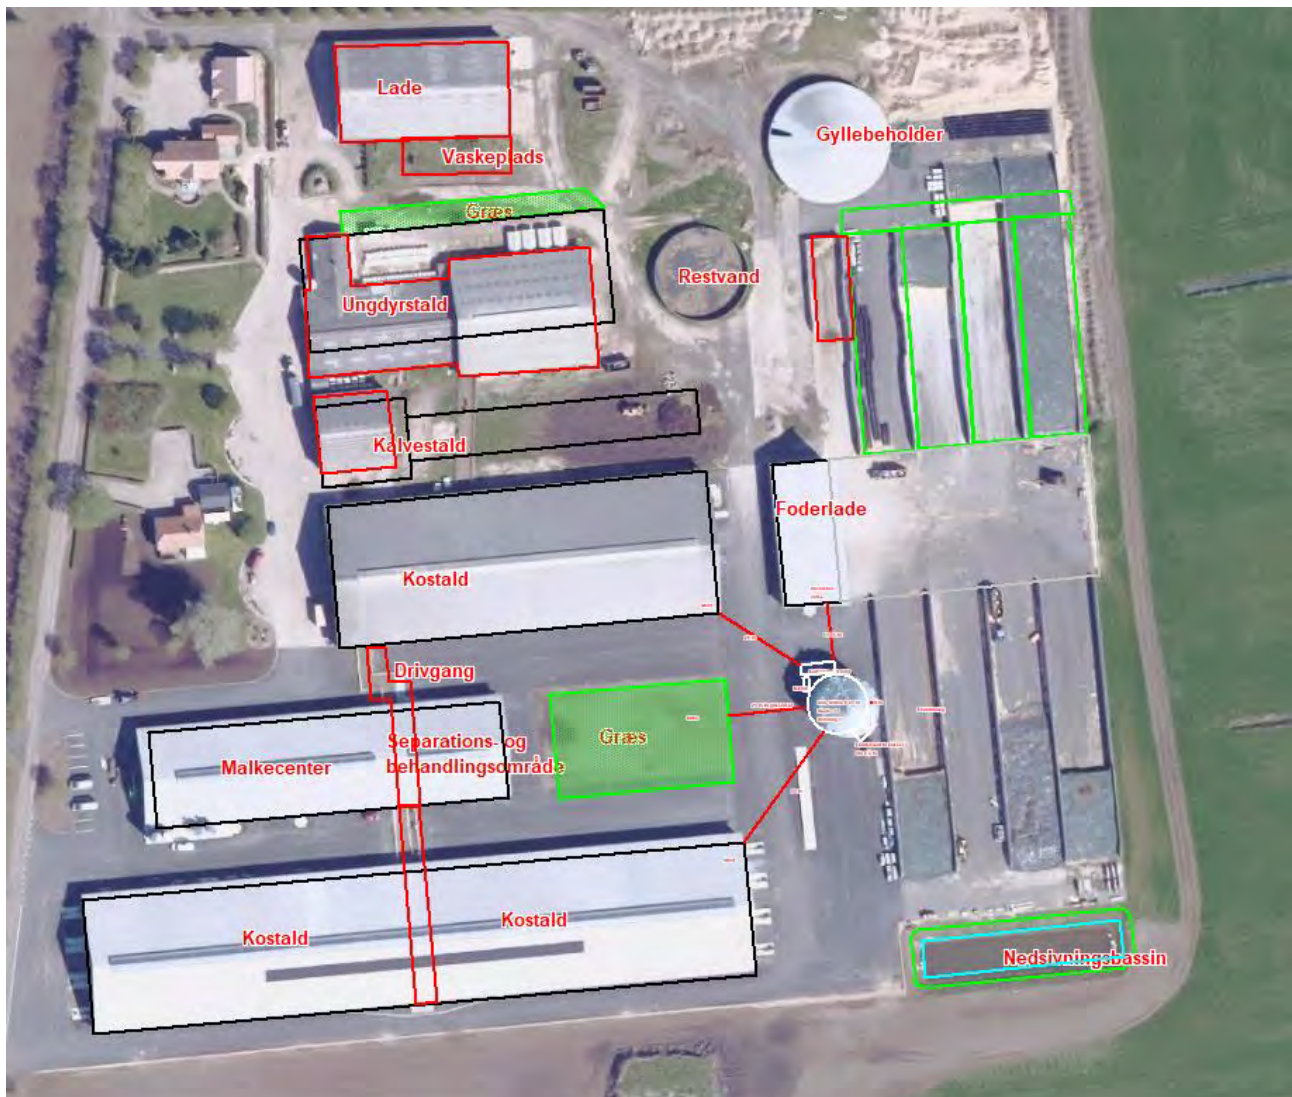 Lade
Gyllebeholder
Vaskeplads
Græs
Restvand
Ungdyrstald
Kalvestald
Foderlade
Kostald
Drivgang
Græs
Separations- og
behandlingsområde
Malkecenter
Kostald
Kostald
Nedsivningsbassin